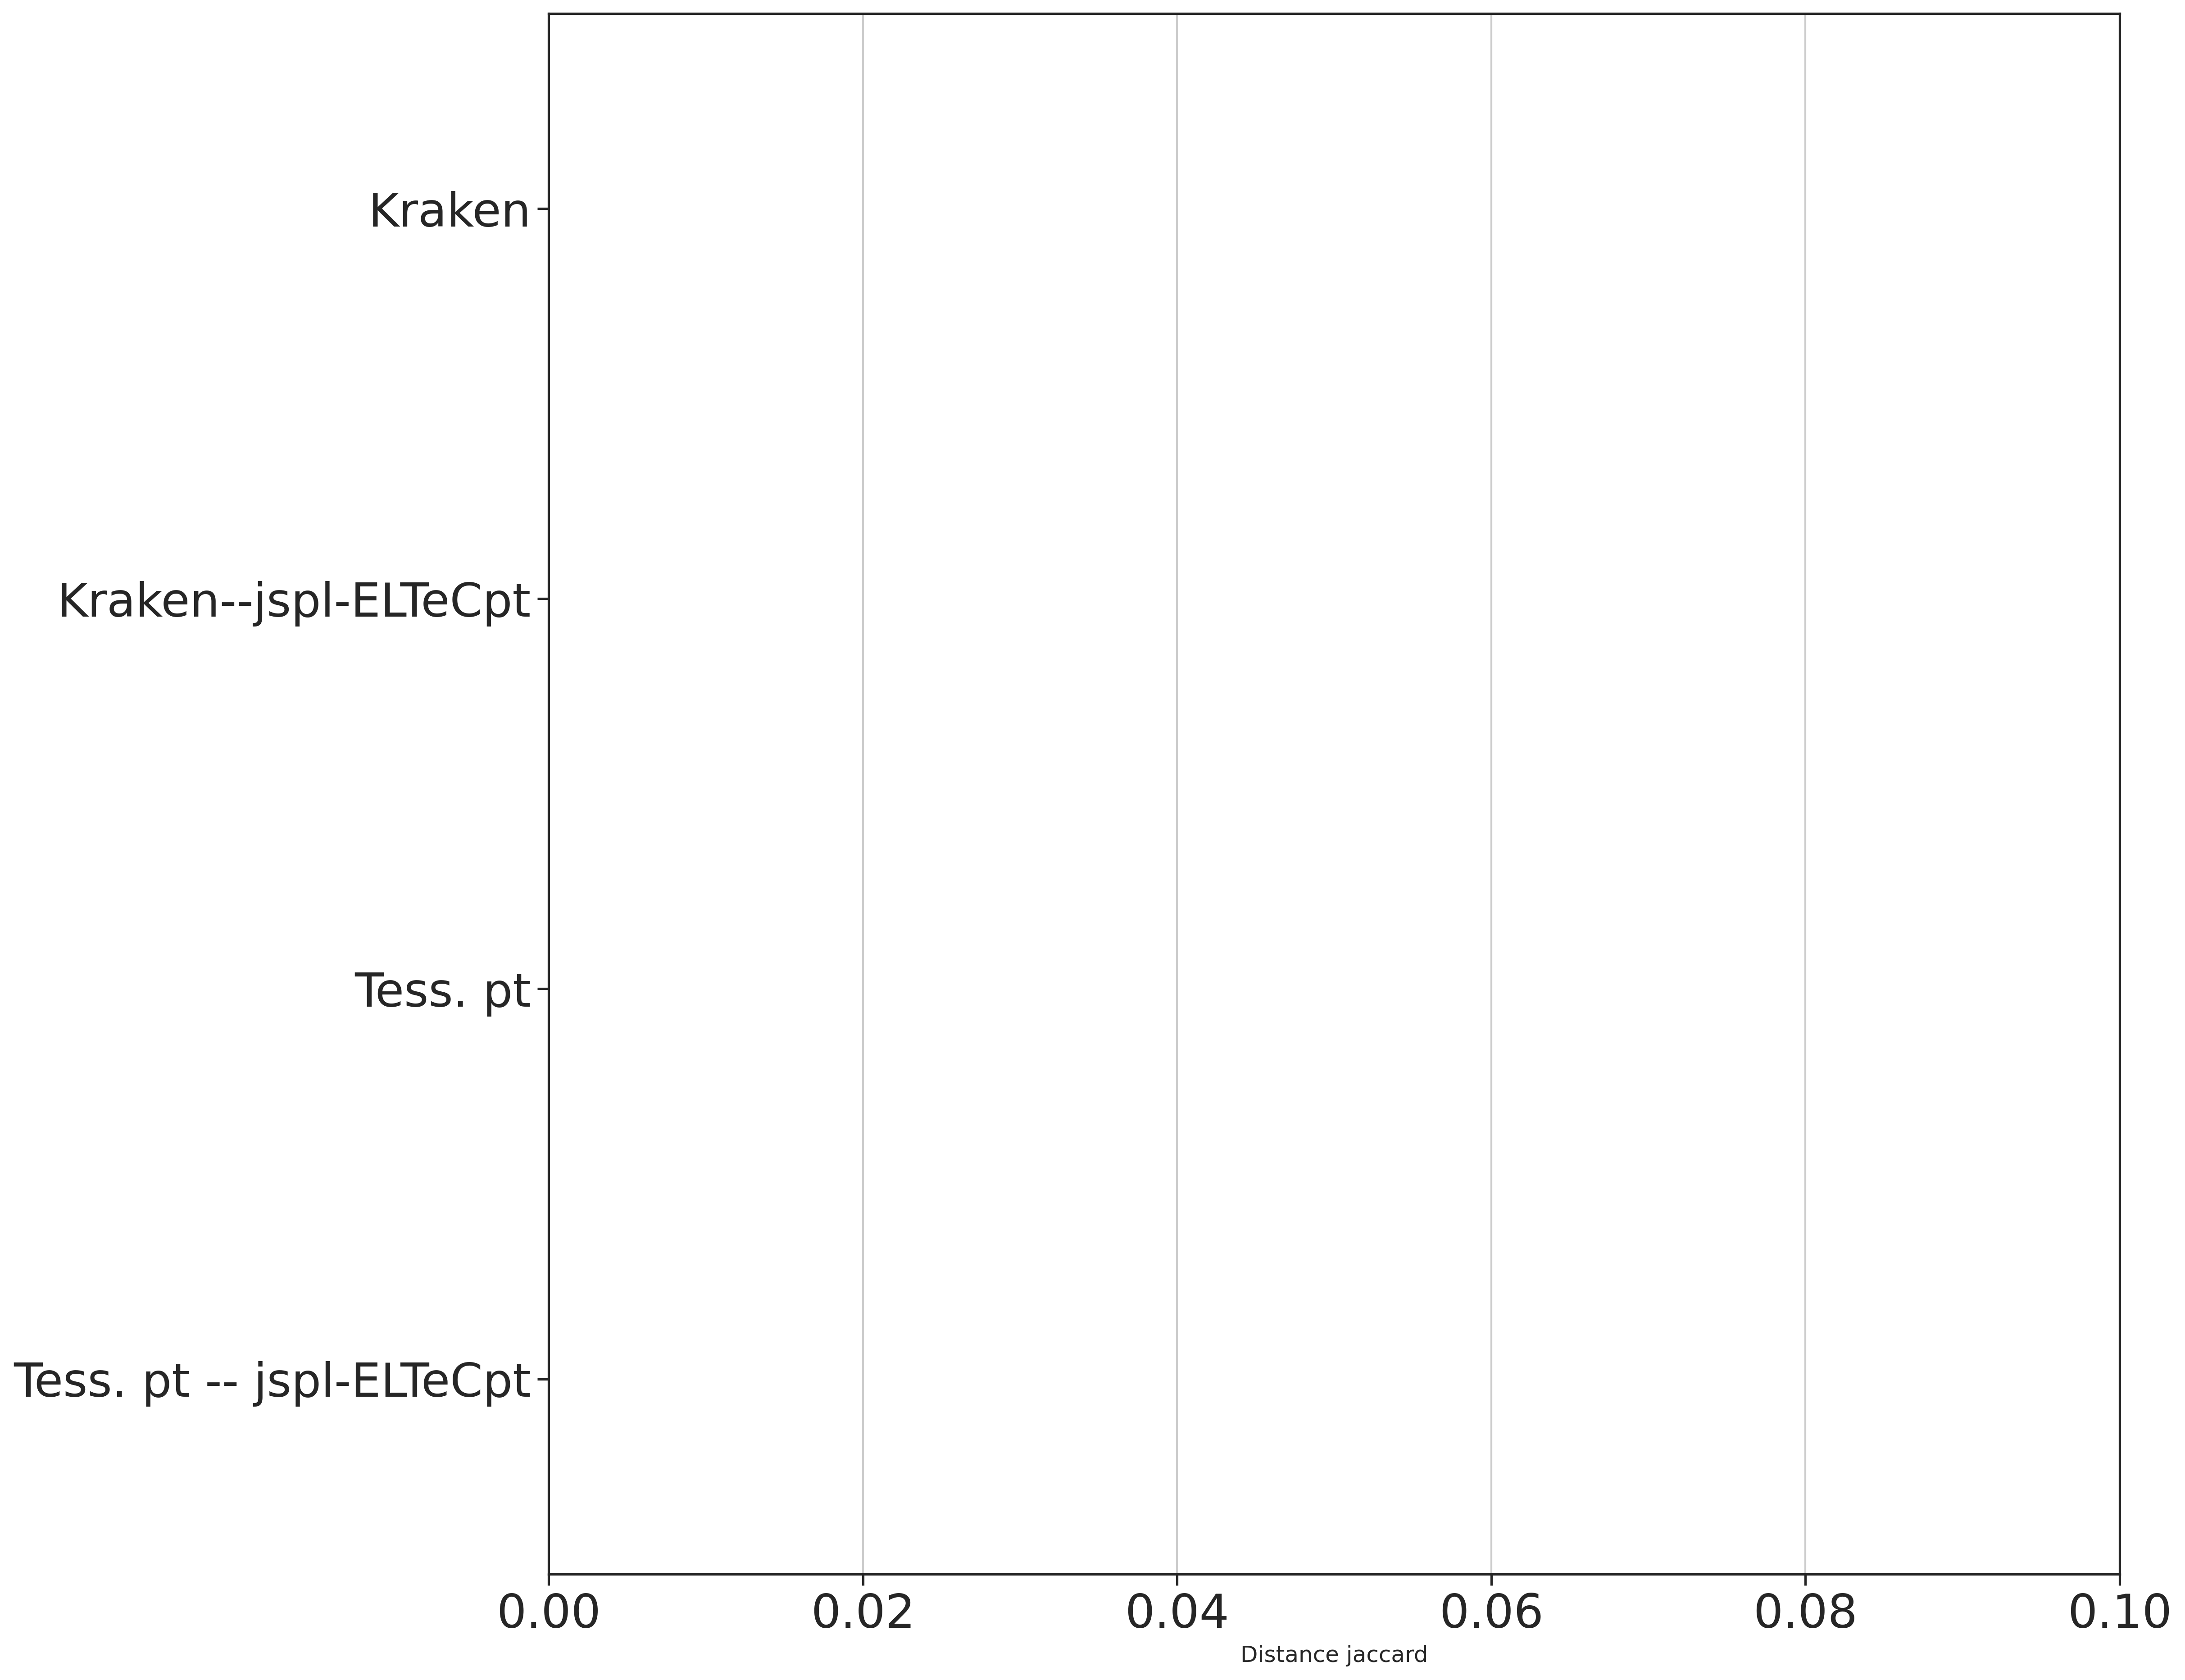 Kraken
Kraken--jspl-ELTeCpt
Tess. pt
Tess. pt -- jspl-ELTeCpt
0.00 0.02 0.04 0.06 0.08 0.10
Distance jaccard